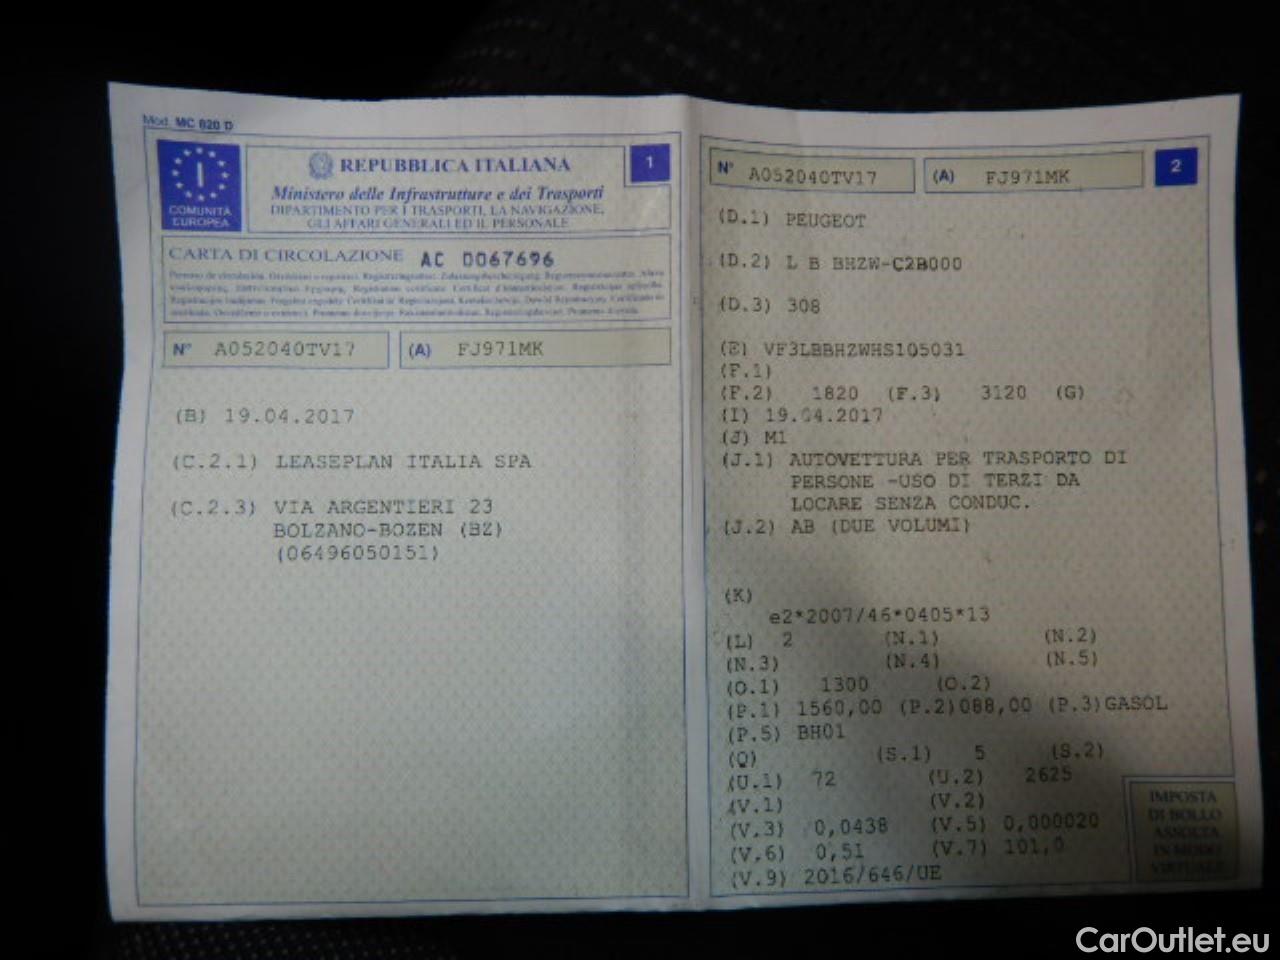 Mod. MC 820 D
I
COMUNITÀ
EUROPEA
REPUBBLICA ITALIANA
Ministero delle Infrastrutture e dei Trasporti
DIPARTIMENTO PER I TRASPORTI, LA NAVIGAZIONE,
GLI AFFARI GENERALI ED IL PERSONALE
1
CARTA DI CIRCOLAZIONE AC 0067696
N° A052040TV17 (A) FJ971MK
(B) 19.04.2017
(C.2.1) LEASEPLAN ITALIA SPA
(C.2.3) VIA ARGENTIERI 23
BOLZANO-BOZEN (BZ)
(06496050151)
N° A052040TV17 (A) FJ971MK
2
(D.1) PEUGEOT
(D.2) L B BHZW-C2B000
(D.3) 308
(E) VF3LBBHZWHS105031
(F.1)
(F.2) 1820 (F.3) 3120 (G)
(I) 19.04.2017
(J) M1
(J.1) AUTOVETTURA PER TRASPORTO DI
PERSONE -USO DI TERZI DA
LOCARE SENZA CONDUC.
(J.2) AB (DUE VOLUMI)
(K)
e2*2007/46*0405*13
(L) 2 (N.1) (N.2)
(N.3) (N.4) (N.5)
(O.1) 1300 (O.2)
(P.1) 1560,00 (P.2)088,00 (P.3)GASOL
(P.5) BH01
(Q) (S.1) 5 (S.2)
(U.1) 72 (U.2) 2625
(V.1) (V.2)
(V.3) 0,0438 (V.5) 0,000020
(V.6) 0,51 (V.7) 101,0
(V.9) 2016/646/UE
IMPOSTA
DI BOLLO
ASSOLTA
IN MODO
VIRTUALE
CarOutlet.eu